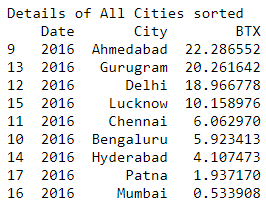 Details of All Cities sorted
Date City BTX
9 2016 Ahmedabad 22.286552
13 2016 Gurugram 20.261642
12 2016 Delhi 18.966778
15 2016 Lucknow 10.158976
11 2016 Chennai 6.062970
10 2016 Bengaluru 5.923413
14 2016 Hyderabad 4.107473
17 2016 Patna 1.937170
16 2016 Mumbai 0.533908